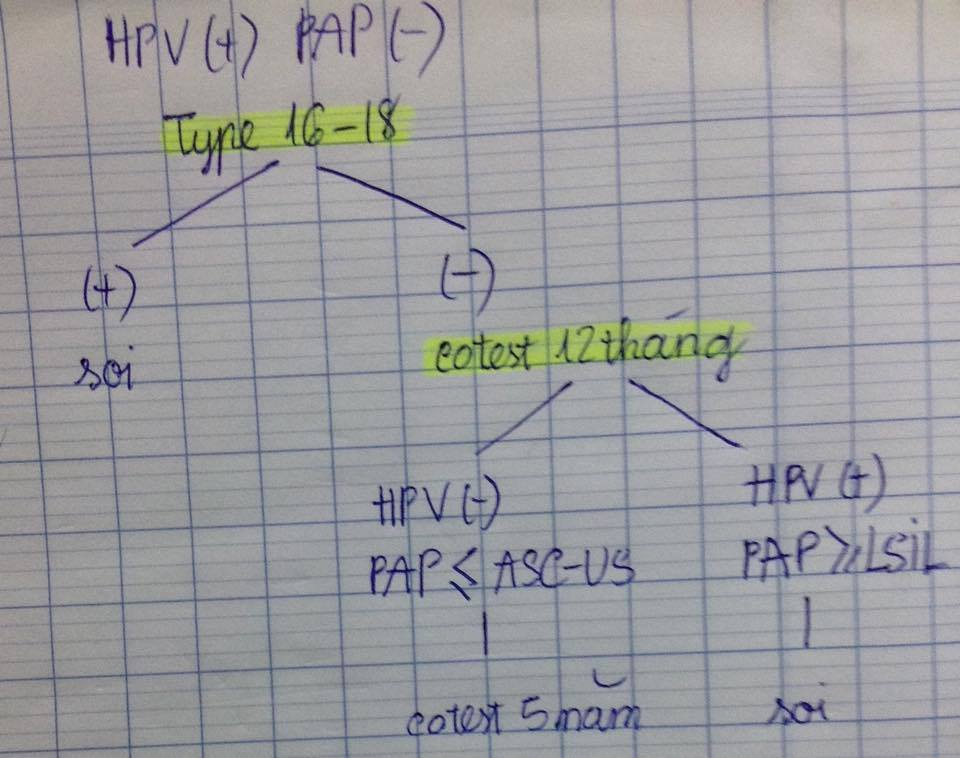 HPV (+) PAP (-)
Type 16-18
(+) (-)
soi cotest 12 tháng
HPV (-) HPV (+)
PAP ≤ ASC-US PAP ≥ LSIL
cotest 5 năm soi